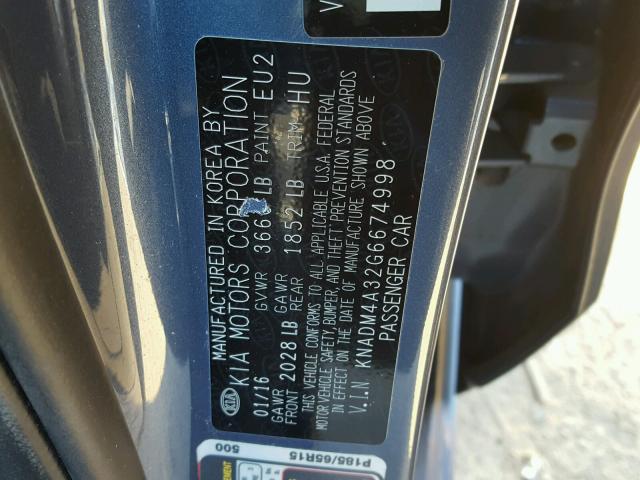 MANUFACTURED IN KOREA BY
KIA KIA MOTORS CORPORATION
01/16 GVWR LB PAINT EU2
GAWR FRONT 2028 LB GAWR REAR 1852 LB TRIM HU
THIS VEHICLE CONFORMS TO ALL APPLICABLE U.S.A. FEDERAL
MOTOR VEHICLE SAFETY, BUMPER, AND THEFT PREVENTION STANDARDS
IN EFFECT ON THE DATE OF MANUFACTURE SHOWN ABOVE
V.I.N KNADM4A32G6674998
PASSENGER CAR
P185/65R15
500